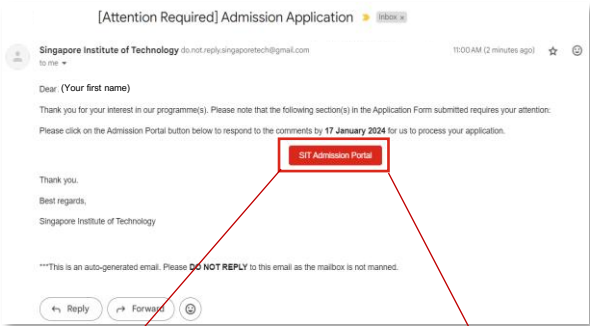 [Attention Required] Admission Application Inbox x
Singapore Institute of Technology do.not.reply.singaporetech@gmail.com 11:00 AM (2 minutes ago)
to me
Dear (Your first name)
Thank you for your interest in our programme(s). Please note that the following section(s) in the Application Form submitted requires your attention:
Please click on the Admission Portal button below to respond to the comments by 17 January 2024 for us to process your application.
SIT Admission Portal
Thank you.
Best regards,
Singapore Institute of Technology
***This is an auto-generated email. Please DO NOT REPLY to this email as the mailbox is not manned.
Reply Forward